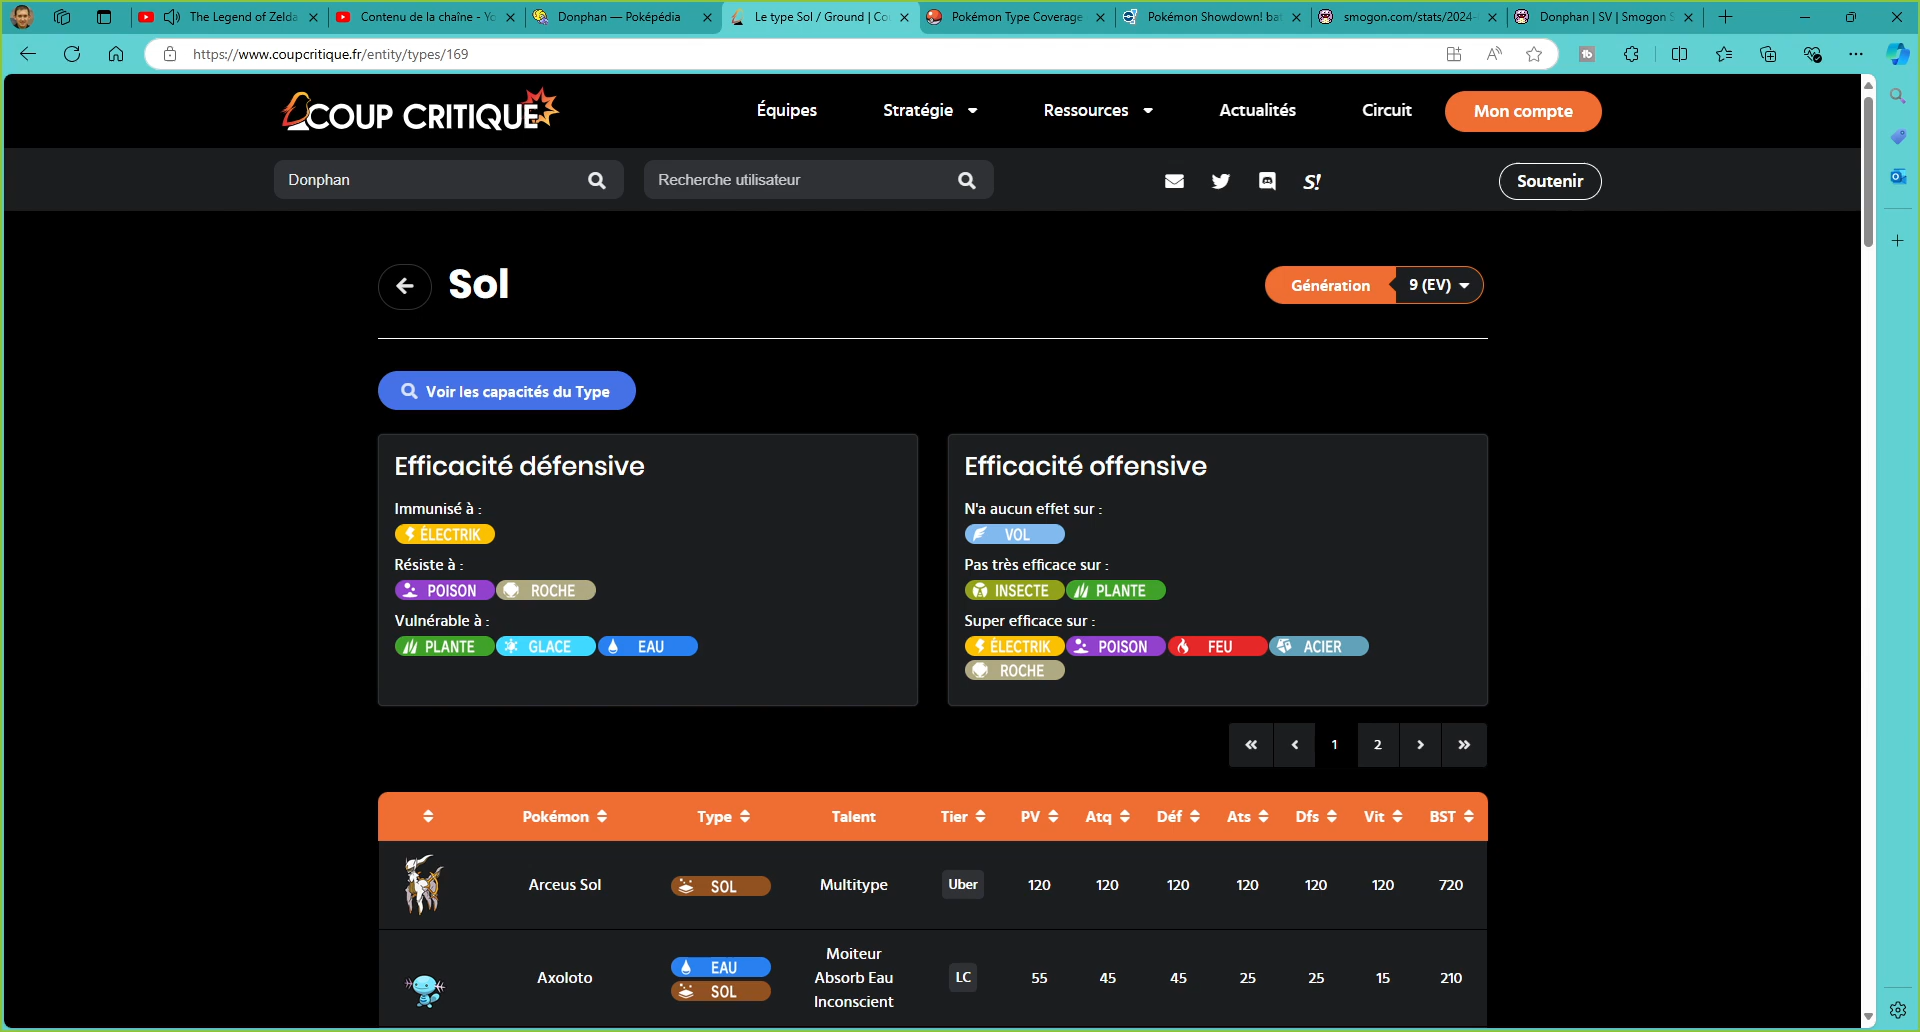 The Legend of Zelda
Contenu de la chaîne - Yo
Donphan — Poképédia
Le type Sol / Ground | Co
Pokémon Type Coverage
Pokémon Showdown! bat
smogon.com/stats/2024-
Donphan | SV | Smogon S
https://www.coupcritique.fr/entity/types/169
COUP CRITIQUE
Équipes
Stratégie
Ressources
Actualités
Circuit
Mon compte
Donphan
Recherche utilisateur
S!
Soutenir
Sol
Génération 9 (EV)
Voir les capacités du Type
Efficacité défensive
Immunisé à :
ÉLECTRIK
Résiste à :
POISON ROCHE
Vulnérable à :
PLANTE GLACE EAU
Efficacité offensive
N'a aucun effet sur :
VOL
Pas très efficace sur :
INSECTE PLANTE
Super efficace sur :
ÉLECTRIK POISON FEU ACIER
ROCHE
« ‹ 1 2 › »
Pokémon Type Talent Tier PV Atq Déf Ats Dfs Vit BST
Arceus Sol SOL Multitype Uber 120 120 120 120 120 120 720
Axoloto EAU SOL Moiteur Absorb Eau Inconscient LC 55 45 45 25 25 15 210